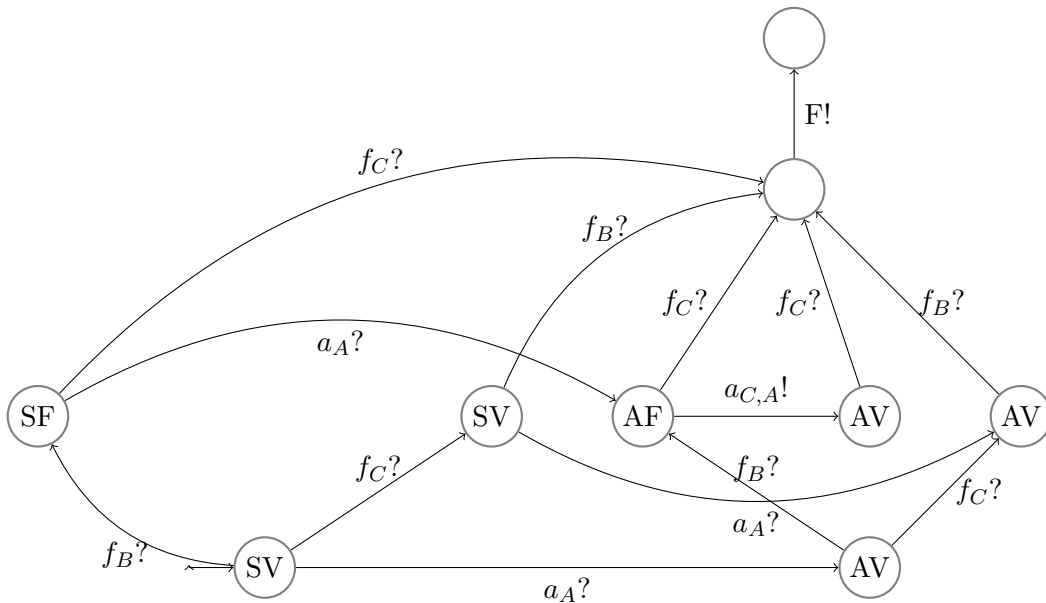 F!
f_C?
f_B?
f_C?
f_C?
f_B?
a_A?
SF
SV
AF
a_{C,A}!
AV
AV
f_C?
f_B?
f_C?
a_A?
f_B?
SV
a_A?
AV